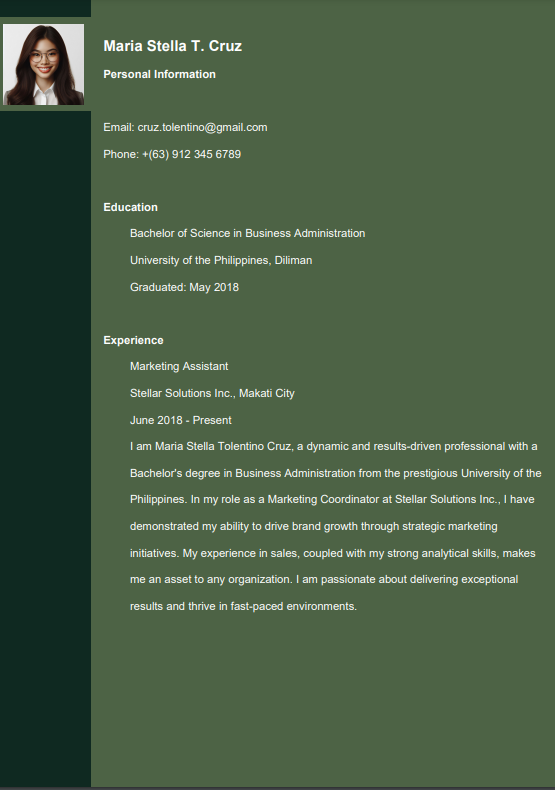 Maria Stella T. Cruz
Personal Information
Email: cruz.tolentino@gmail.com
Phone: +(63) 912 345 6789
Education
Bachelor of Science in Business Administration
University of the Philippines, Diliman
Graduated: May 2018
Experience
Marketing Assistant
Stellar Solutions Inc., Makati City
June 2018 - Present
I am Maria Stella Tolentino Cruz, a dynamic and results-driven professional with a
Bachelor's degree in Business Administration from the prestigious University of the
Philippines. In my role as a Marketing Coordinator at Stellar Solutions Inc., I have
demonstrated my ability to drive brand growth through strategic marketing
initiatives. My experience in sales, coupled with my strong analytical skills, makes
me an asset to any organization. I am passionate about delivering exceptional
results and thrive in fast-paced environments.